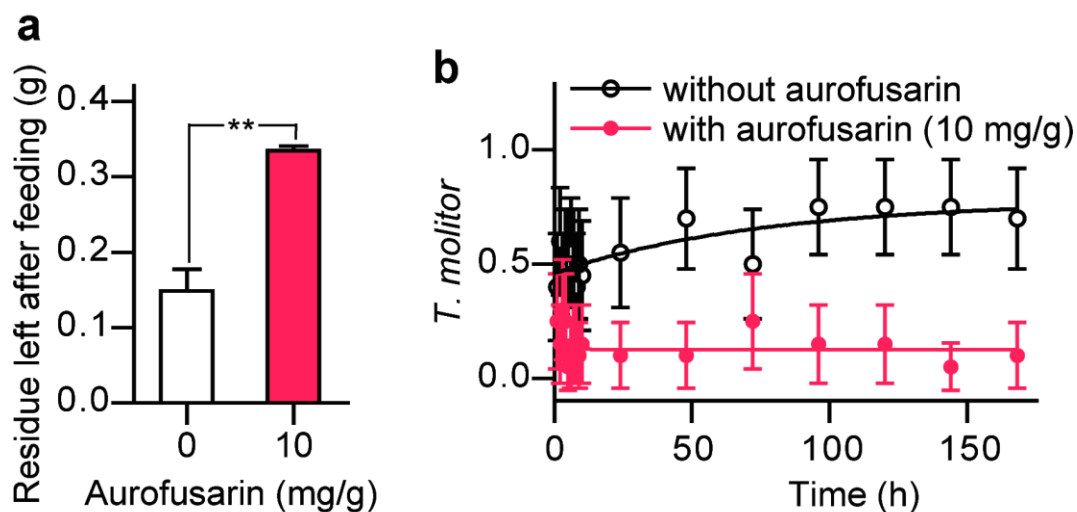 a
Residue left after feeding (g)
0.4
0.3
0.2
0.1
0.0
**
0
10
Aurofusarin (mg/g)
b
without aurofusarin
with aurofusarin (10 mg/g)
T. molitor
1.0
0.5
0.0
0
50
100
150
Time (h)